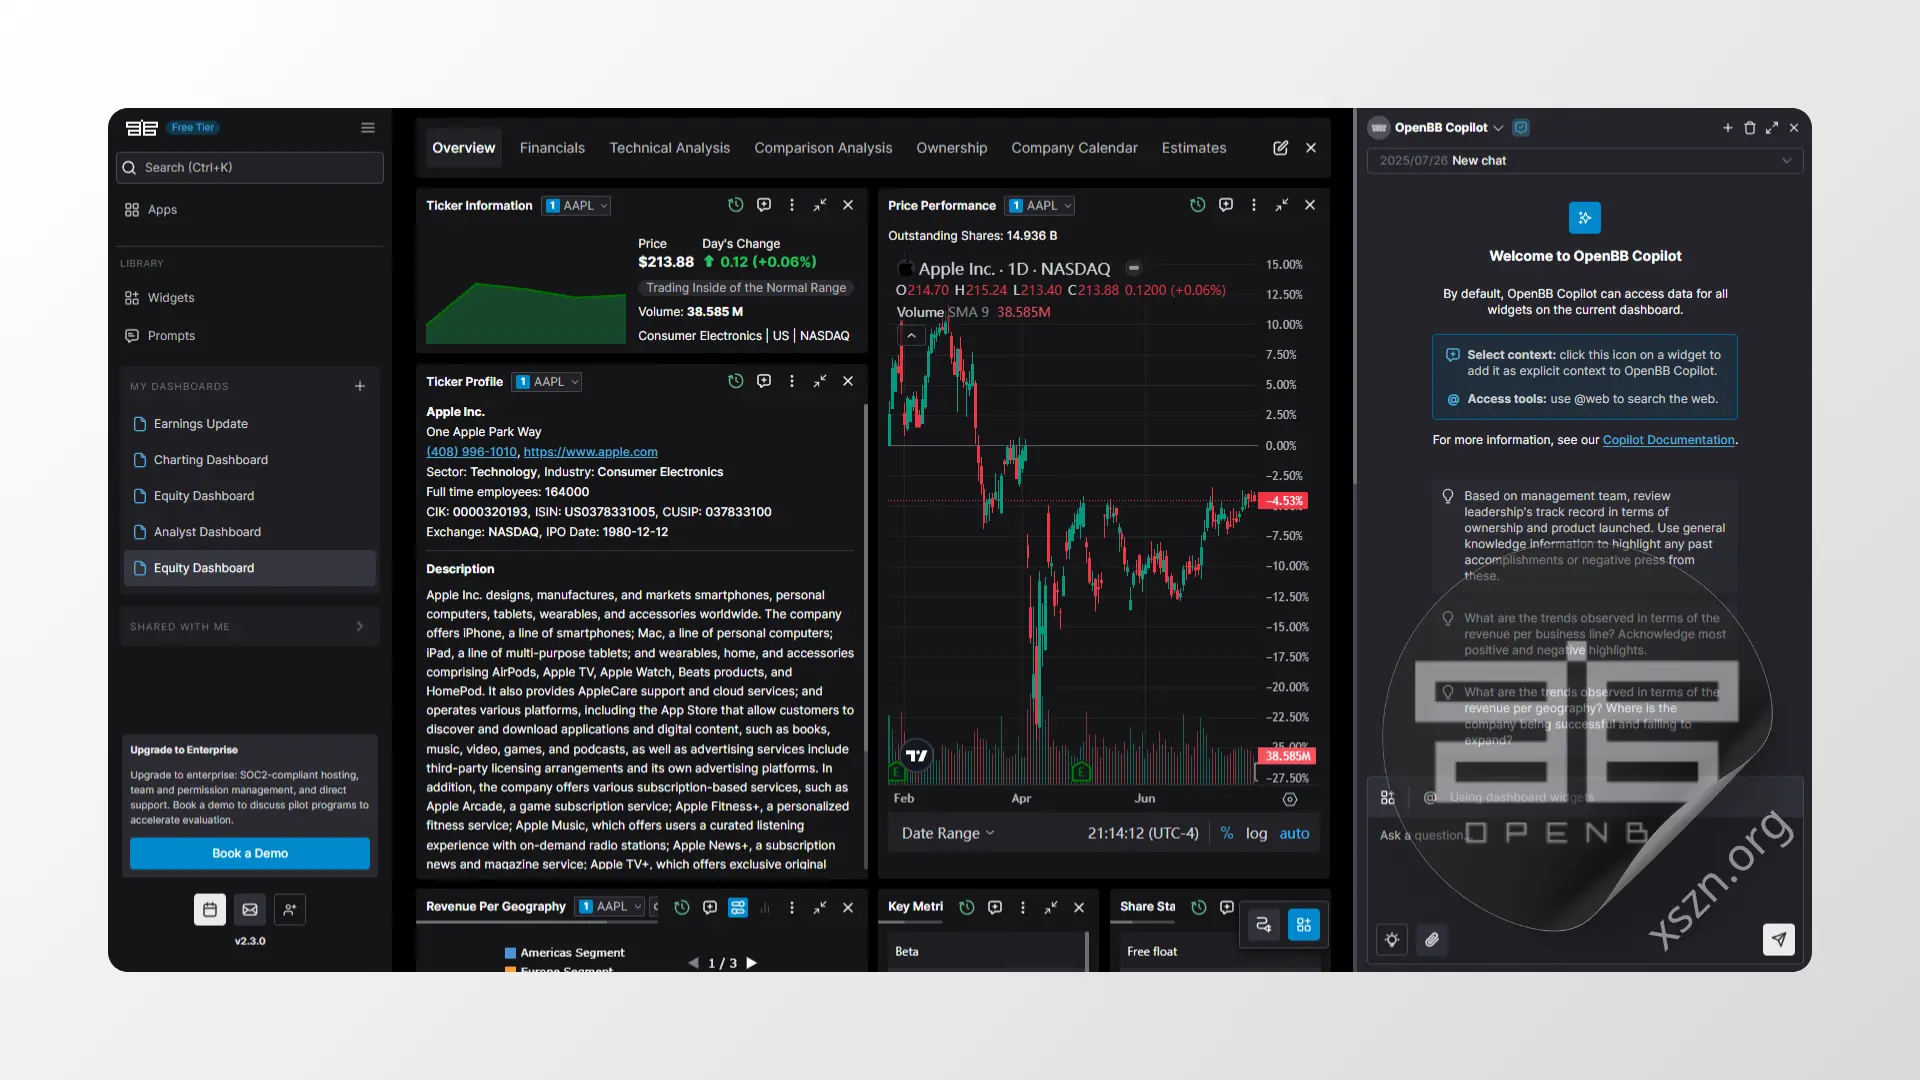 Free Tier
Search (Ctrl+K)
Apps
LIBRARY
Widgets
Prompts
MY DASHBOARDS
Earnings Update
Charting Dashboard
Equity Dashboard
Analyst Dashboard
Equity Dashboard
SHARED WITH ME
Upgrade to Enterprise
Upgrade to enterprise: SOC2-compliant hosting,
team and permission management, and direct
support. Book a demo to discuss pilot programs to
accelerate evaluation.
Book a Demo
v2.3.0
Overview Financials Technical Analysis Comparison Analysis Ownership Company Calendar Estimates
Ticker Information 1 AAPL
Price Day's Change
$213.88 0.12 (+0.06%)
Trading Inside of the Normal Range
Volume: 38.585 M
Consumer Electronics | US | NASDAQ
Ticker Profile 1 AAPL
Apple Inc.
One Apple Park Way
(408) 996-1010, https://www.apple.com
Sector: Technology, Industry: Consumer Electronics
Full time employees: 164000
CIK: 0000320193, ISIN: US0378331005, CUSIP: 037833100
Exchange: NASDAQ, IPO Date: 1980-12-12
Description
Apple Inc. designs, manufactures, and markets smartphones, personal
computers, tablets, wearables, and accessories worldwide. The company
offers iPhone, a line of smartphones; Mac, a line of personal computers;
iPad, a line of multi-purpose tablets; and wearables, home, and accessories
comprising AirPods, Apple TV, Apple Watch, Beats products, and
HomePod. It also provides AppleCare support and cloud services; and
operates various platforms, including the App Store that allow customers to
discover and download applications and digital content, such as books,
music, video, games, and podcasts, as well as advertising services include
third-party licensing arrangements and its own advertising platforms. In
addition, the company offers various subscription-based services, such as
Apple Arcade, a game subscription service; Apple Fitness+, a personalized
fitness service; Apple Music, which offers users a curated listening
experience with on-demand radio stations; Apple News+, a subscription
news and magazine service; Apple TV+, which offers exclusive original
Revenue Per Geography 1 AAPL
Americas Segment
Europe Segment
1 / 3
Price Performance 1 AAPL
Outstanding Shares: 14.936 B
Apple Inc. · 1D · NASDAQ
O214.70 H215.24 L213.40 C213.88 0.1200 (+0.06%)
Volume SMA 9 38.585M
15.00%
12.50%
10.00%
7.50%
5.00%
2.50%
0.00%
−2.50%
−4.53%
−7.50%
−10.00%
−12.50%
−15.00%
−17.50%
−20.00%
−22.50%
−25.00%
38.585M
−27.50%
E E
Feb Apr Jun
Date Range 21:14:12 (UTC-4) % log auto
Key Metri
Beta
Share Sta
Free float
OpenBB Copilot
2025/07/26 New chat
Welcome to OpenBB Copilot
By default, OpenBB Copilot can access data for all
widgets on the current dashboard.
Select context: click this icon on a widget to
add it as explicit context to OpenBB Copilot.
@ Access tools: use @web to search the web.
For more information, see our Copilot Documentation.
Based on management team, review
leadership's track record in terms of
ownership and product launched. Use general
knowledge information to highlight any past
accomplishments or negative press from
these.
What are the trends observed in terms of the
revenue per business line? Acknowledge most
positive and negative highlights.
What are the trends observed in terms of the
revenue per geography? Where is the
company being successful and failing to
expand?
@ Using dashboard widgets
Ask a question...
OPENB
xszn.org